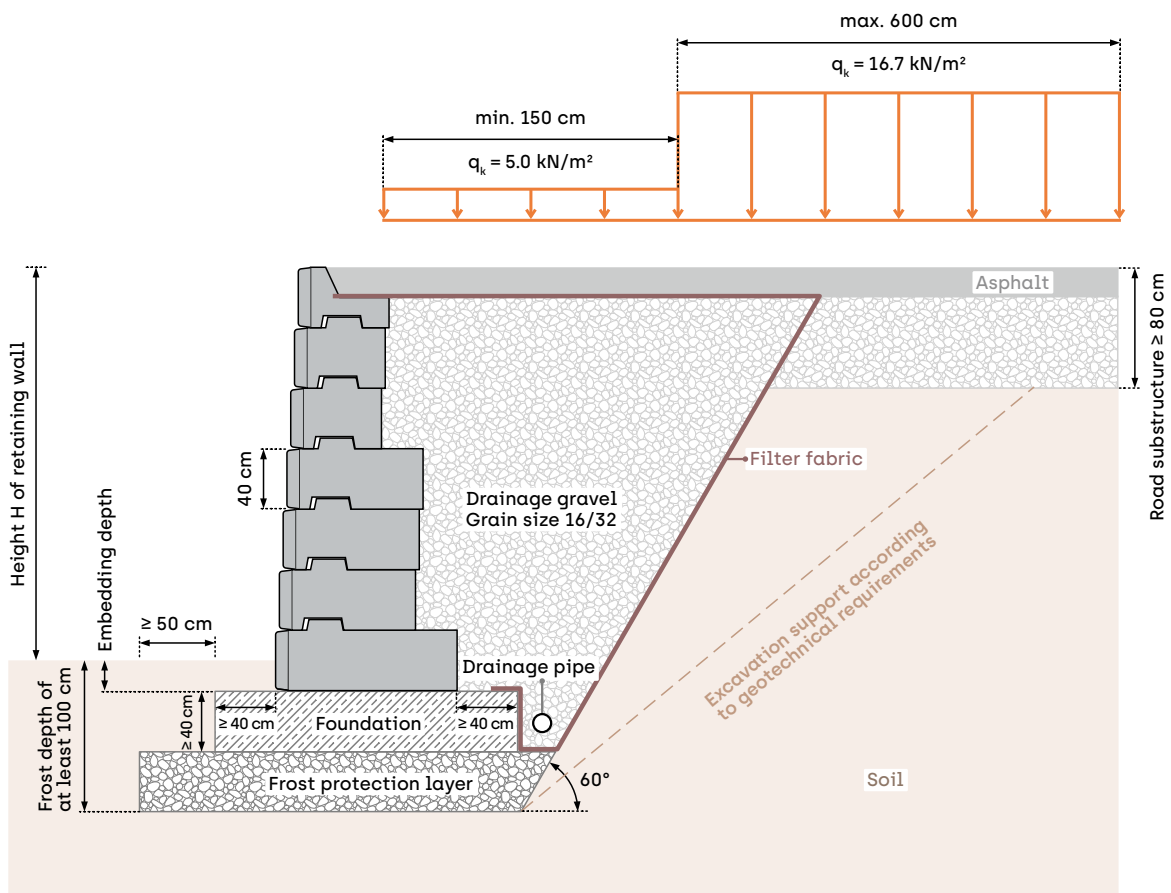 max. 600 cm
qₖ = 16.7 kN/m²
min. 150 cm
qₖ = 5.0 kN/m²
Asphalt
Road substructure ≥ 80 cm
Height H of retaining wall
Filter fabric
40 cm
Drainage gravel
Grain size 16/32
Embedding depth
Excavation support according
to geotechnical requirements
≥ 50 cm
Drainage pipe
Frost depth of
at least 100 cm
≥ 40 cm
≥ 40 cm
Foundation
≥ 40 cm
Frost protection layer
60°
Soil